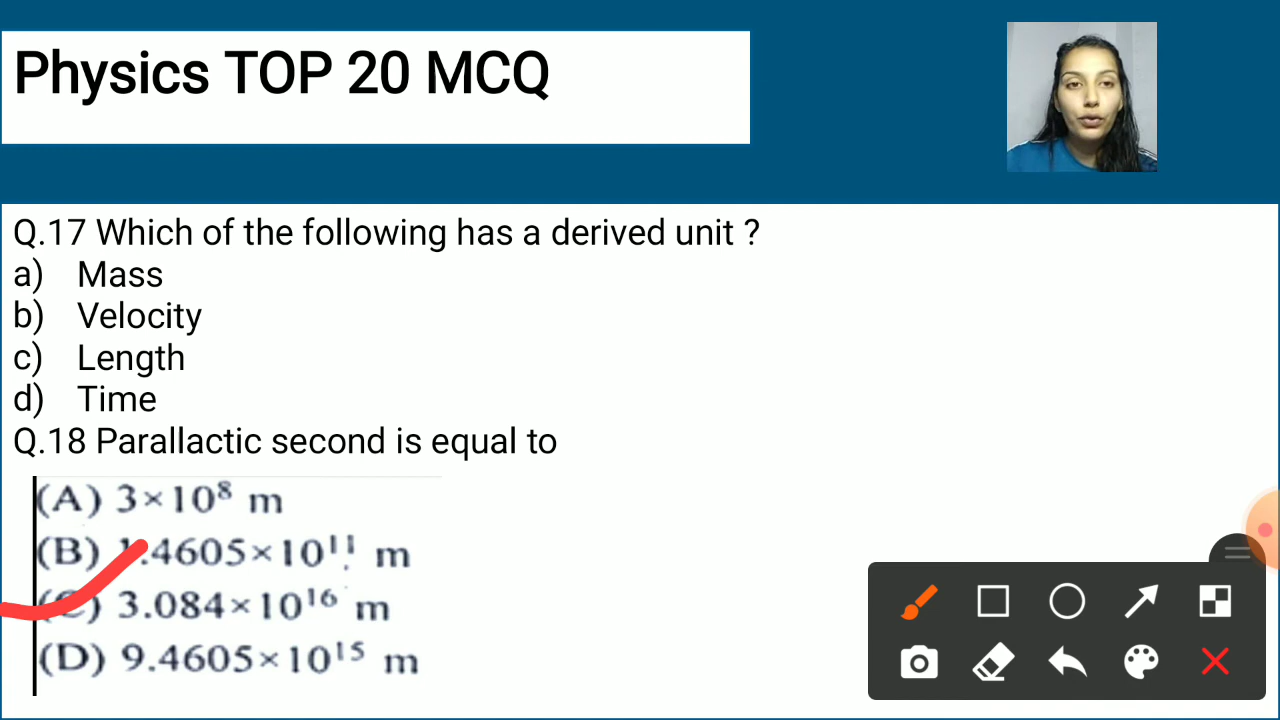 Physics TOP 20 MCQ
Q.17 Which of the following has a derived unit ?
a) Mass
b) Velocity
c) Length
d) Time
Q.18 Parallactic second is equal to
(A) 3×10⁸ m
(B) 1.4605×10¹¹ m
(C) 3.084×10¹⁶ m
(D) 9.4605×10¹⁵ m